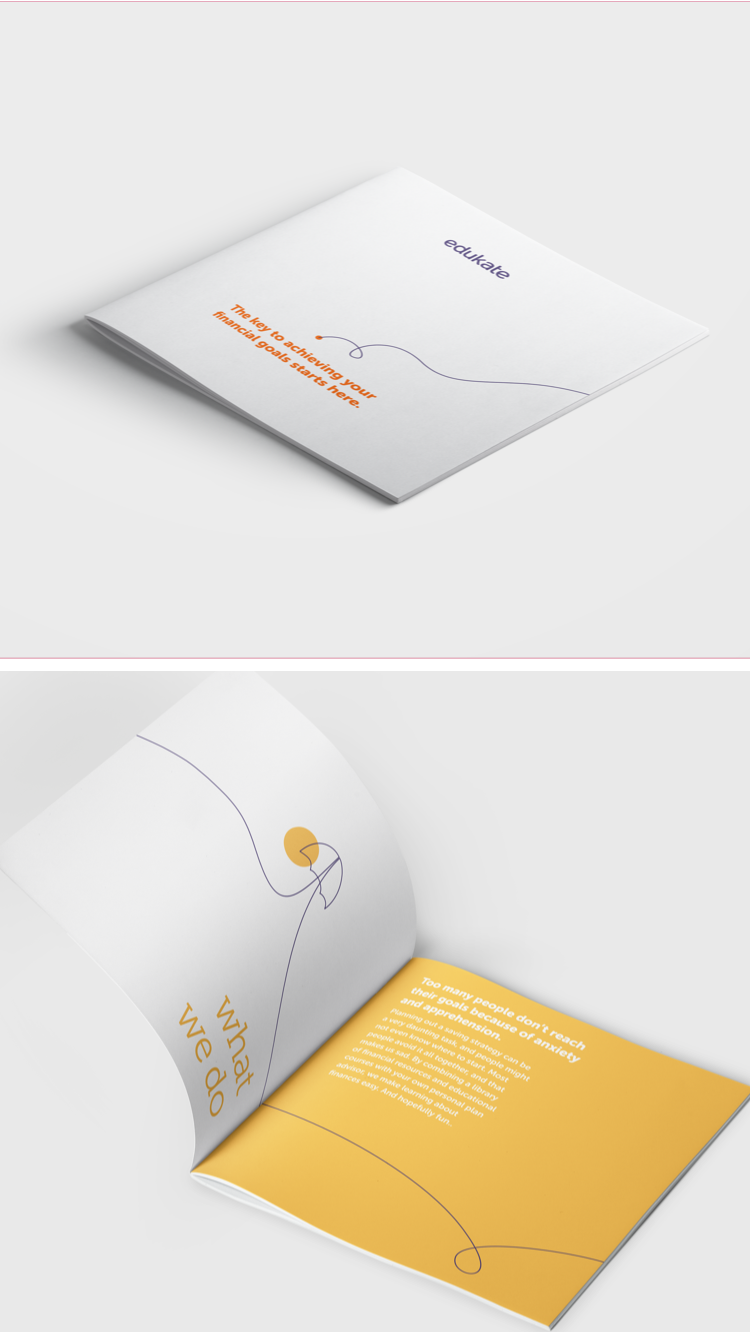 edukate
The key to achieving your
financial goals starts here.
what
we do
Too many people don't reach
their goals because of anxiety
and apprehension.
Planning out a saving strategy can be
a very daunting task, and people might
not even know where to start. Most
people avoid it all together, and that
makes us sad. By combining a library
of financial resources and educational
courses with your own personal plan
advisor, we make learning about
finances easy. And hopefully fun..